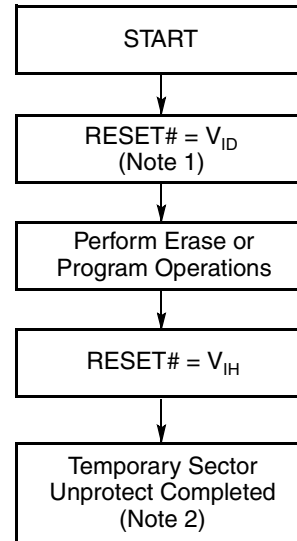 START
RESET# = V_ID
(Note 1)
Perform Erase or
Program Operations
RESET# = V_IH
Temporary Sector
Unprotect Completed
(Note 2)